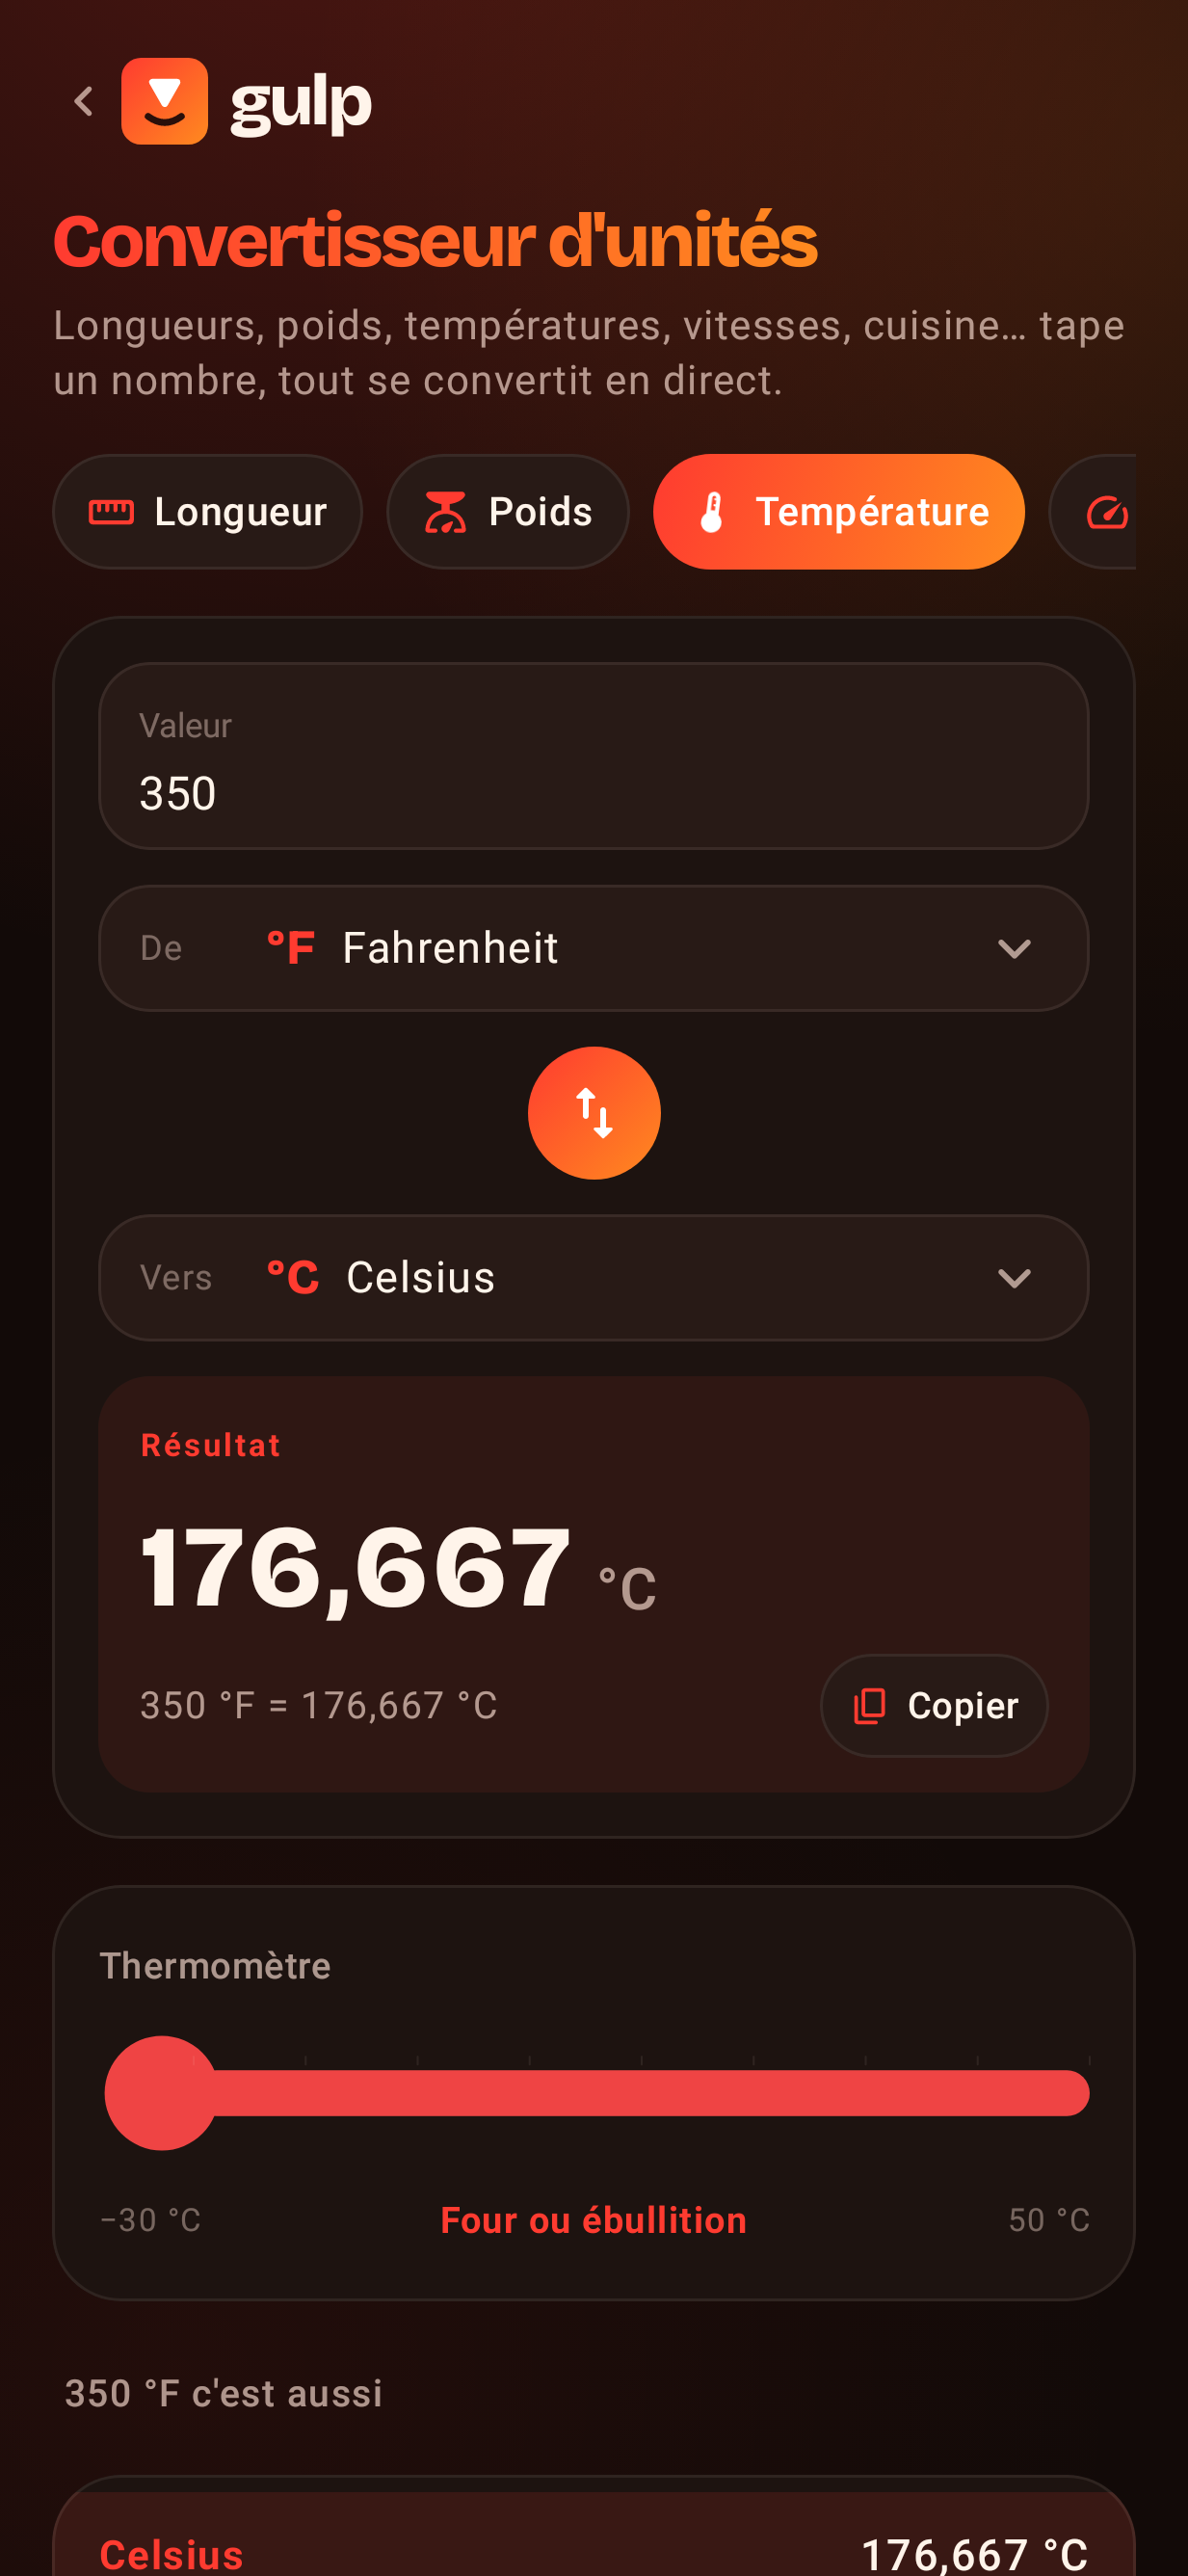 gulp
Convertisseur d'unités
Longueurs, poids, températures, vitesses, cuisine… tape
un nombre, tout se convertit en direct.
Longueur
Poids
Température
Valeur
350
De °F Fahrenheit
Vers °C Celsius
Résultat
176,667 °C
350 °F = 176,667 °C
Copier
Thermomètre
−30 °C
Four ou ébullition
50 °C
350 °F c'est aussi
Celsius
176,667 °C